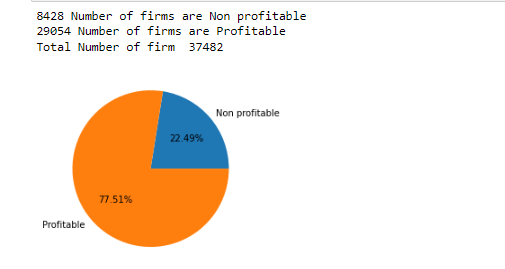 8428 Number of firms are Non profitable
29054 Number of firms are Profitable
Total Number of firm  37482
Non profitable
22.49%
77.51%
Profitable